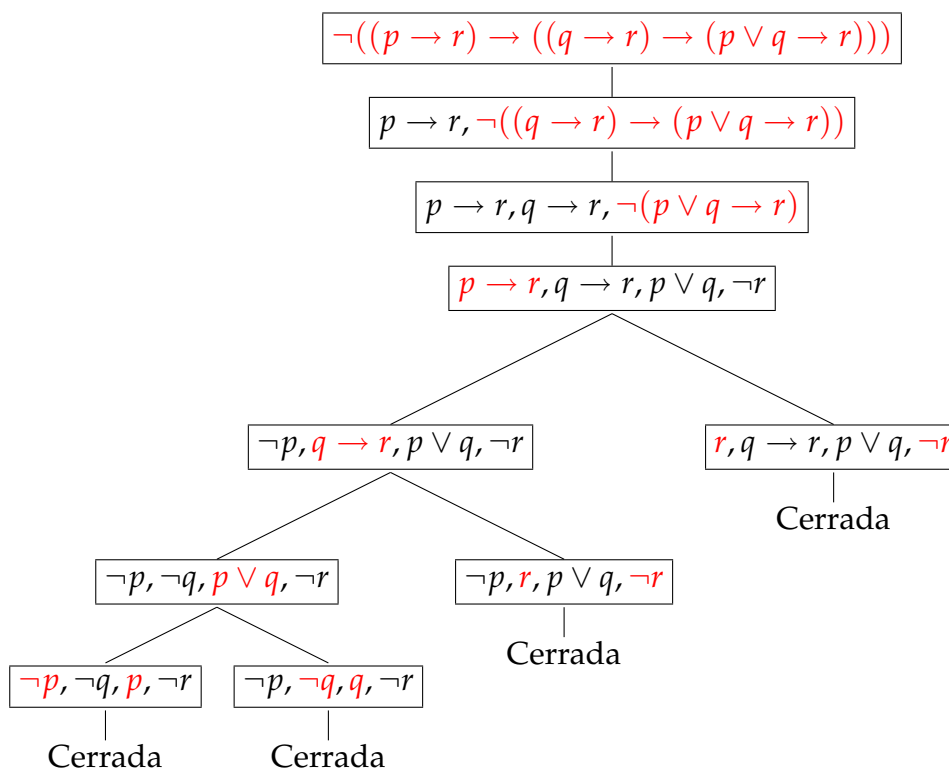 ¬((p → r) → ((q → r) → (p ∨ q → r)))
p → r, ¬((q → r) → (p ∨ q → r))
p → r, q → r, ¬(p ∨ q → r)
p → r, q → r, p ∨ q, ¬r
¬p, q → r, p ∨ q, ¬r
r, q → r, p ∨ q, ¬r
Cerrada
¬p, ¬q, p ∨ q, ¬r
¬p, r, p ∨ q, ¬r
Cerrada
¬p, ¬q, p, ¬r
¬p, ¬q, q, ¬r
Cerrada
Cerrada